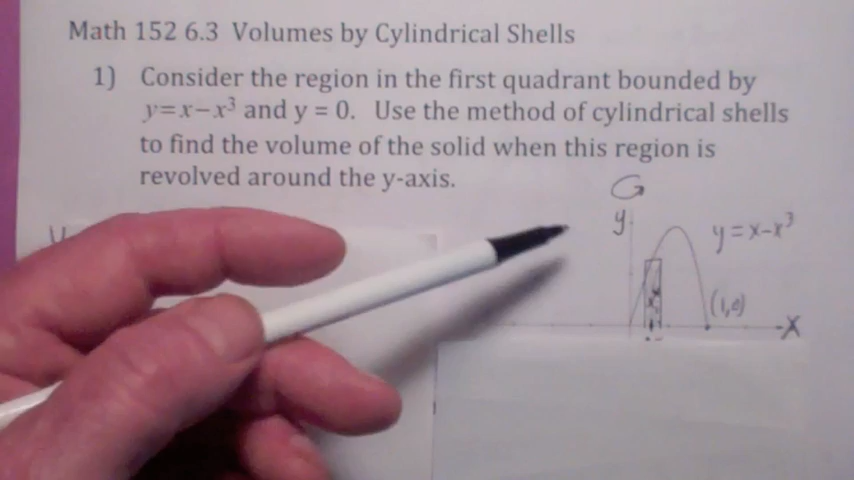 Math 152 6.3 Volumes by Cylindrical Shells
1) Consider the region in the first quadrant bounded by
y=x−x³ and y = 0. Use the method of cylindrical shells
to find the volume of the solid when this region is
revolved around the y-axis.
y
y=x-x³
(1,0)
X